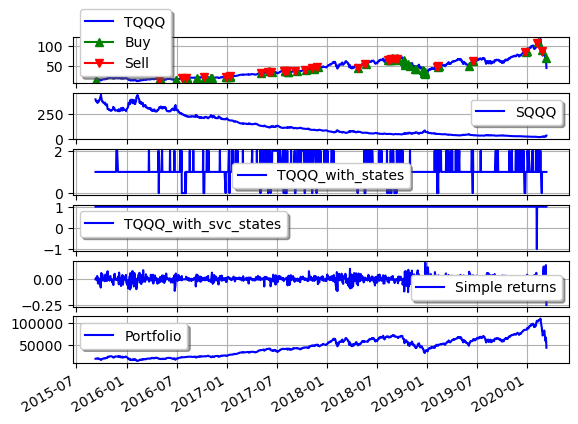 TQQQ
Buy
Sell
100
50
SQQQ
250
0
TQQQ_with_states
2
0
TQQQ_with_svc_states
1
0
−1
Simple returns
0.00
−0.25
Portfolio
100000
50000
2015-07
2016-01
2016-07
2017-01
2017-07
2018-01
2018-07
2019-01
2019-07
2020-01